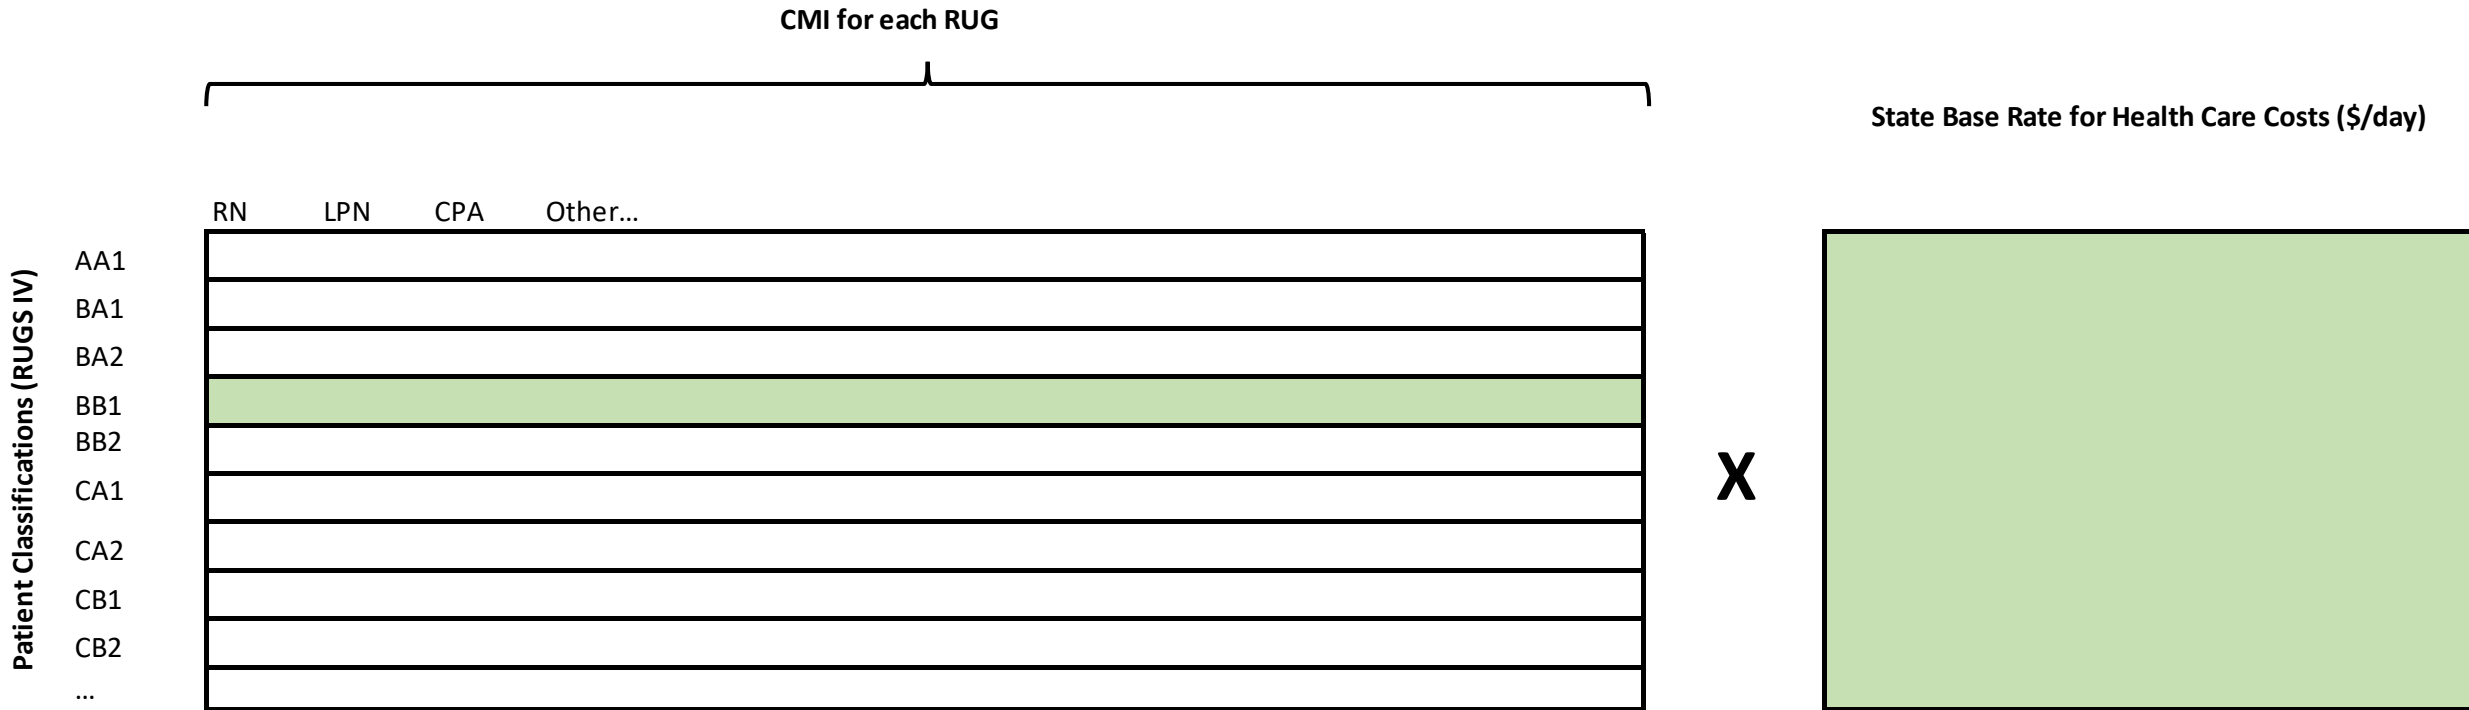 CMI for each RUG
State Base Rate for Health Care Costs ($/day)
RN LPN CPA Other...
Patient Classifications (RUGS IV)
AA1
BA1
BA2
BB1
BB2
CA1
CA2
CB1
CB2
...
X